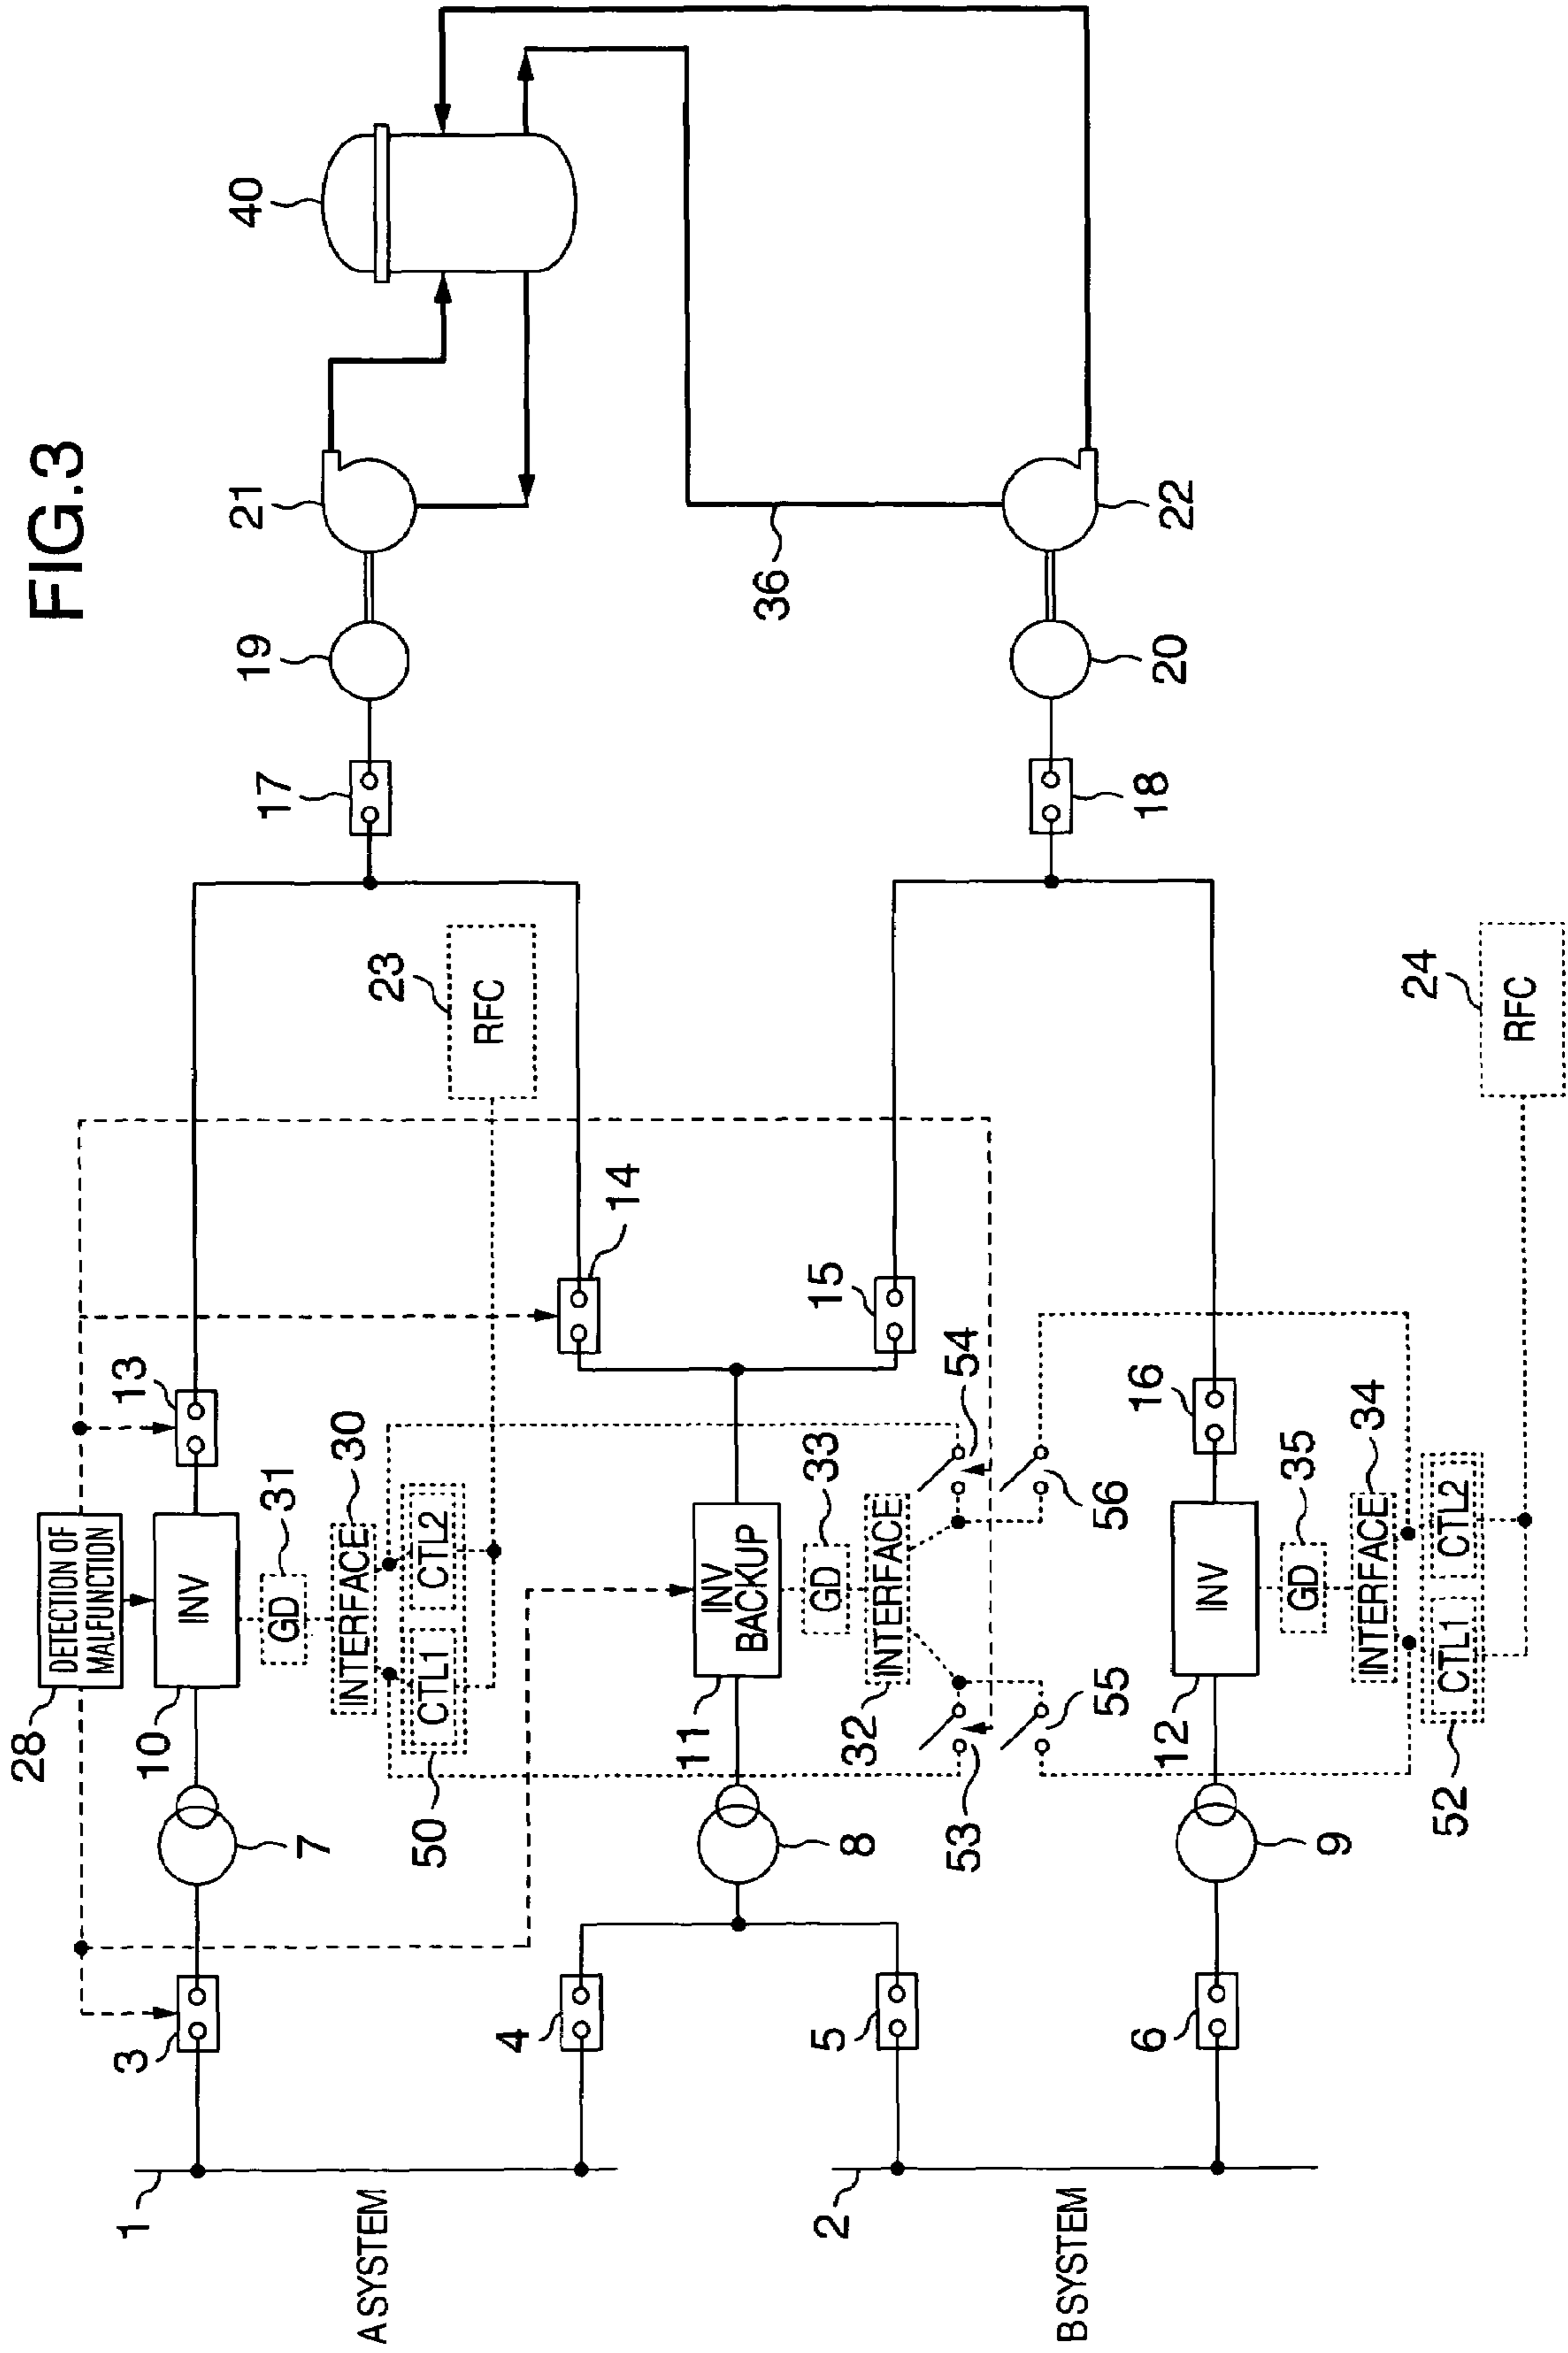 FIG.3
28
DETECTION OF
MALFUNCTION
3
7
10
INV
13
31
GD
30
INTERFACE
50
CTL1
CTL2
23
RFC
17
19
21
40
1
A SYSTEM
4
8
11
INV
BACKUP
14
33
GD
32
INTERFACE
53
54
55
56
15
36
2
B SYSTEM
5
6
9
12
INV
16
35
GD
34
INTERFACE
52
CTL1
CTL2
24
RFC
18
20
22